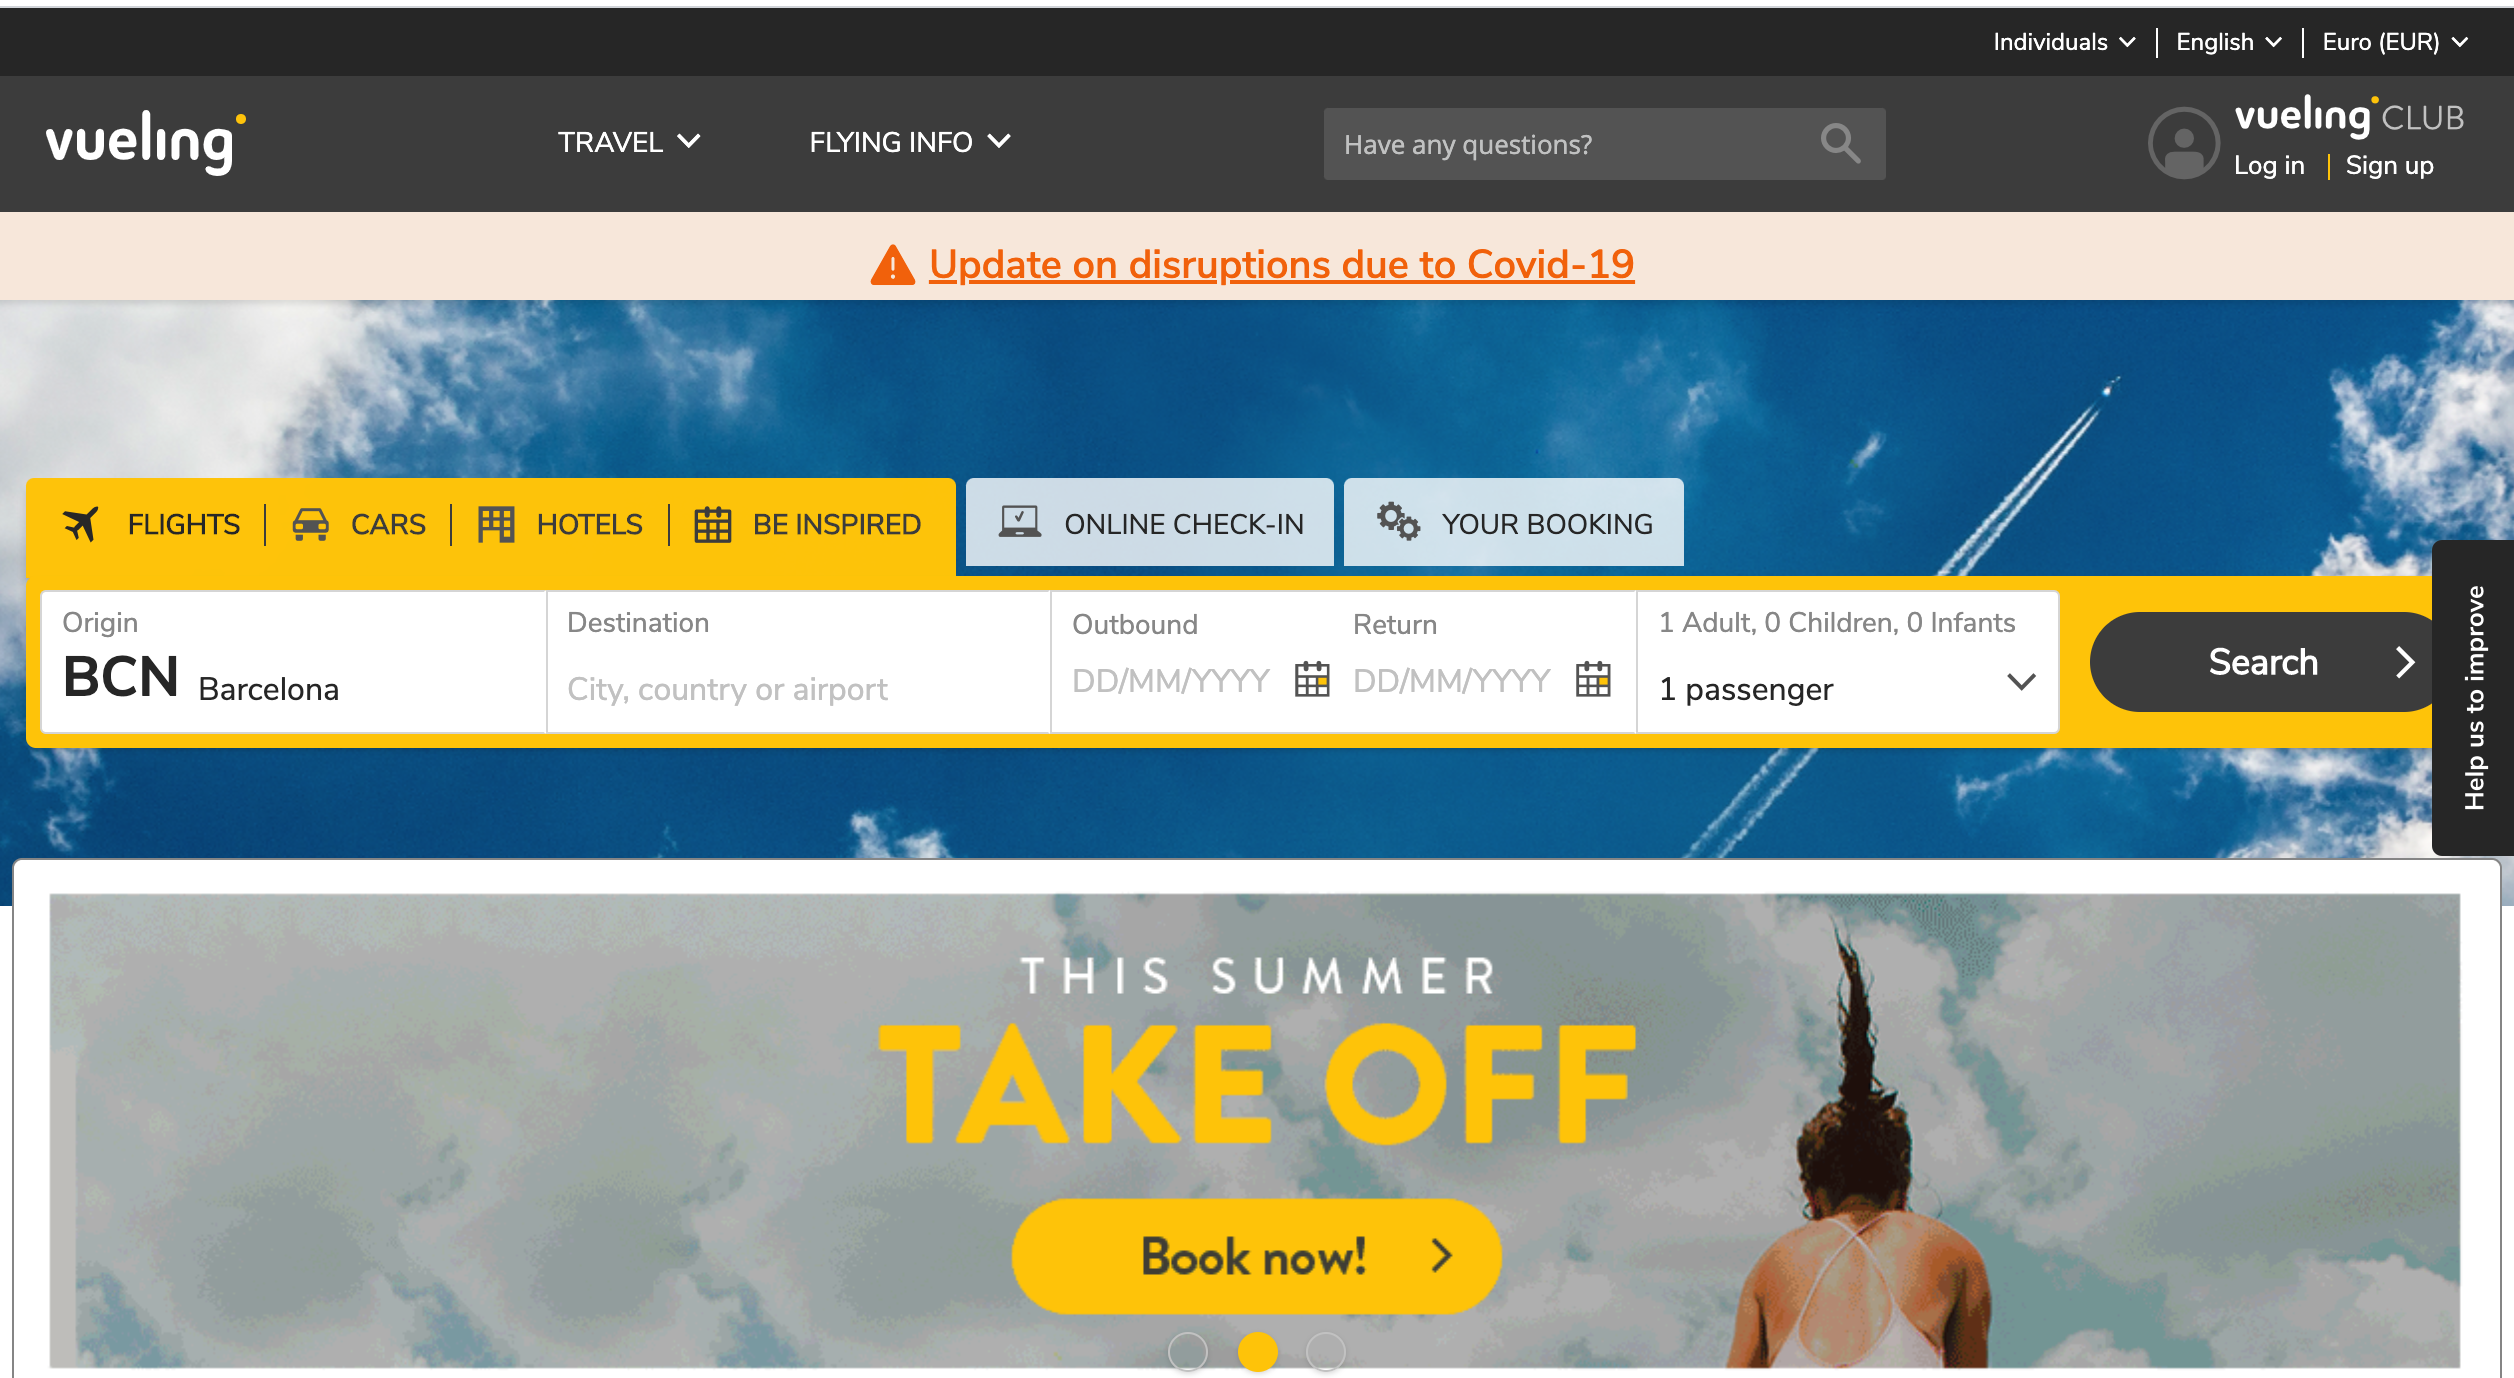 Individuals English Euro (EUR)
vueling TRAVEL FLYING INFO Have any questions? vueling CLUB
Log in Sign up
Update on disruptions due to Covid-19
FLIGHTS CARS HOTELS BE INSPIRED ONLINE CHECK-IN YOUR BOOKING
Origin Destination Outbound Return 1 Adult, 0 Children, 0 Infants
BCN Barcelona City, country or airport DD/MM/YYYY DD/MM/YYYY 1 passenger
Search
Help us to improve
THIS SUMMER
TAKE OFF
Book now!